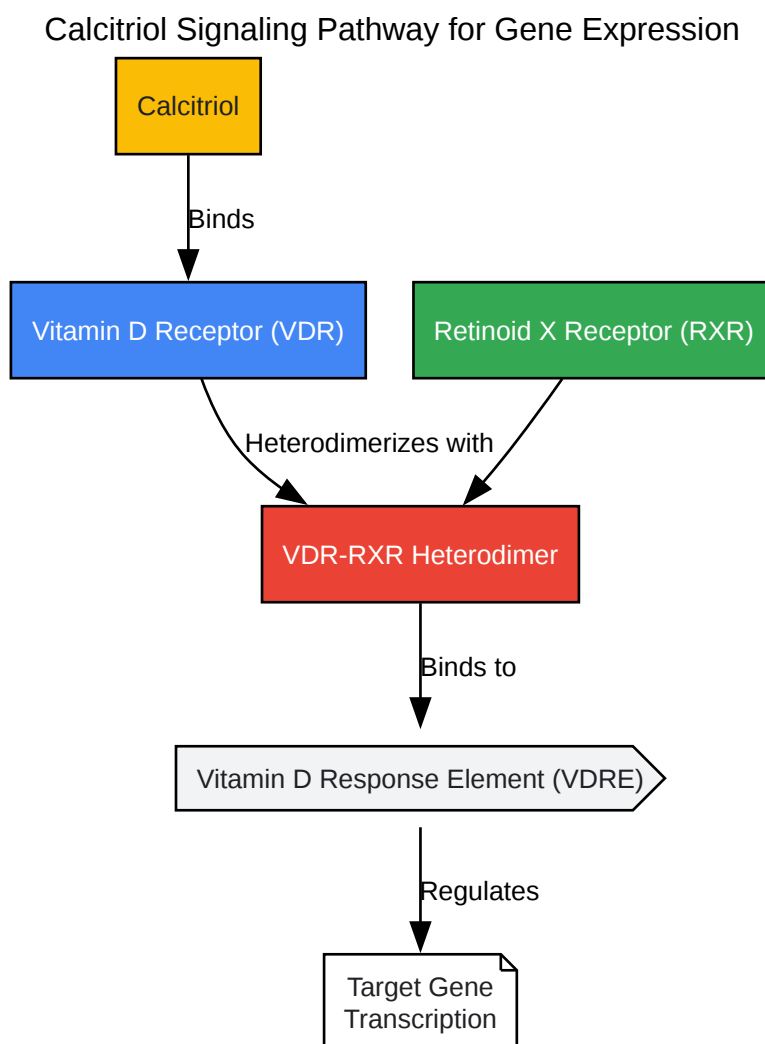 Calcitriol Signaling Pathway for Gene Expression
Calcitriol
Binds
Vitamin D Receptor (VDR)
Retinoid X Receptor (RXR)
Heterodimerizes with
VDR-RXR Heterodimer
Binds to
Vitamin D Response Element (VDRE)
Regulates
Target Gene
Transcription